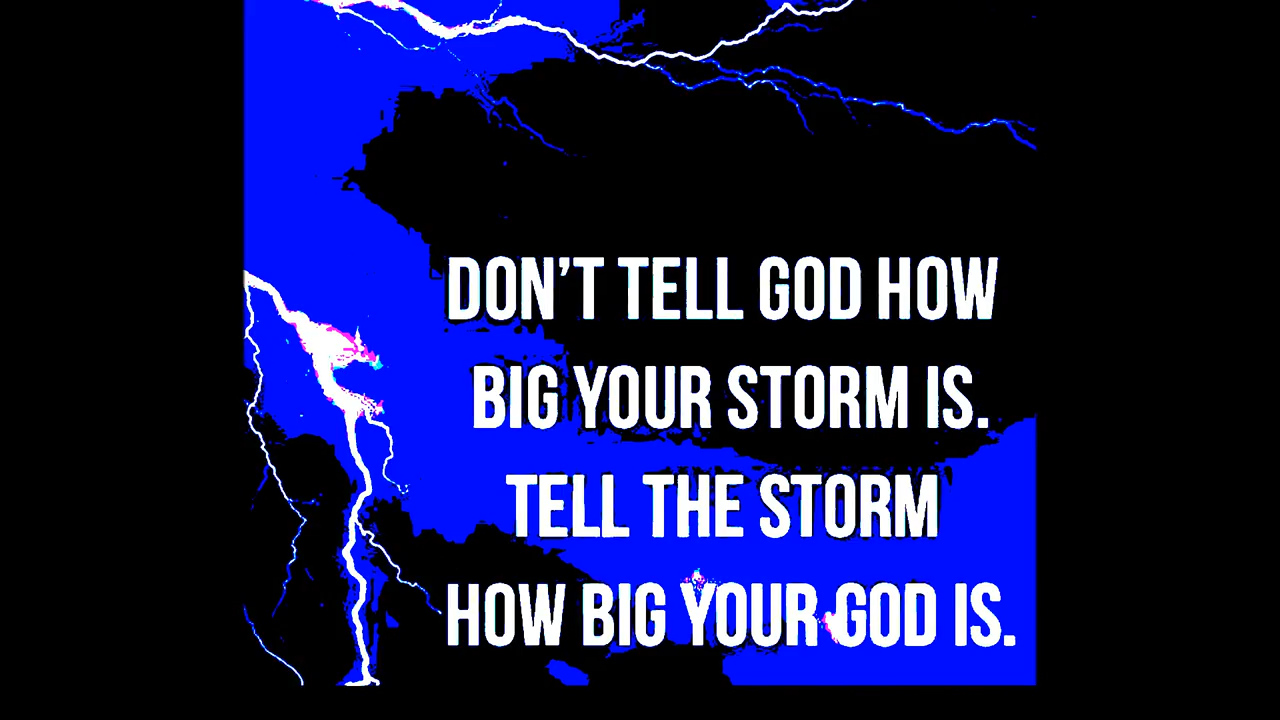 DON'T TELL GOD HOW
BIG YOUR STORM IS.
TELL THE STORM
HOW BIG YOUR GOD IS.